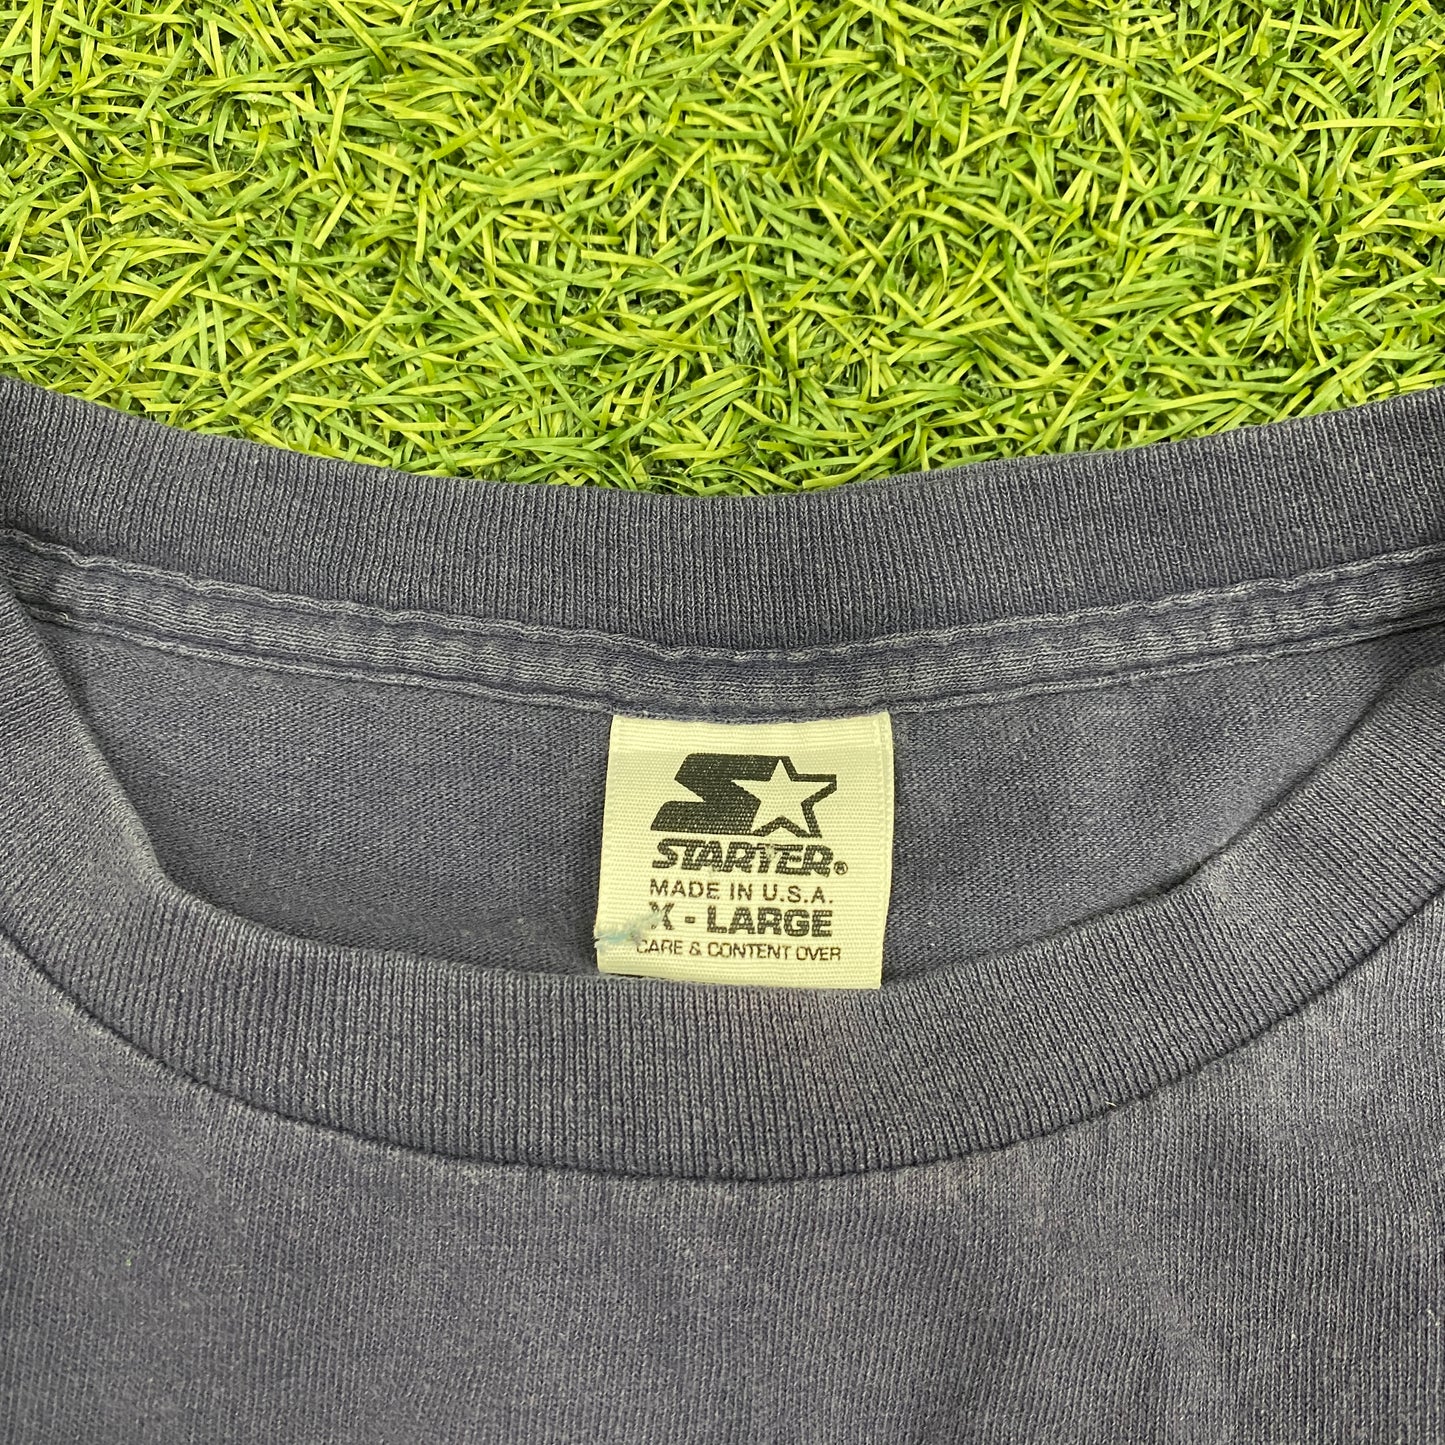 STARTER®
MADE IN U.S.A.
X - LARGE
CARE & CONTENT OVER